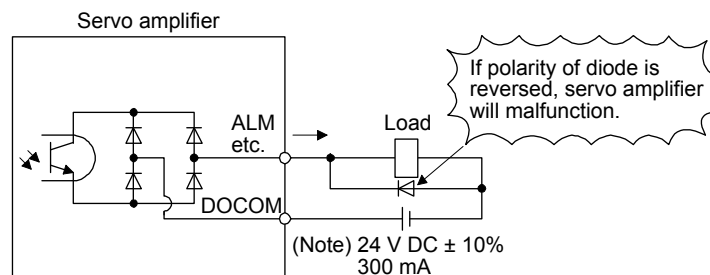 Servo amplifier
If polarity of diode is
reversed, servo amplifier
will malfunction.
ALM
etc.
Load
DOCOM
(Note) 24 V DC ± 10%
300 mA